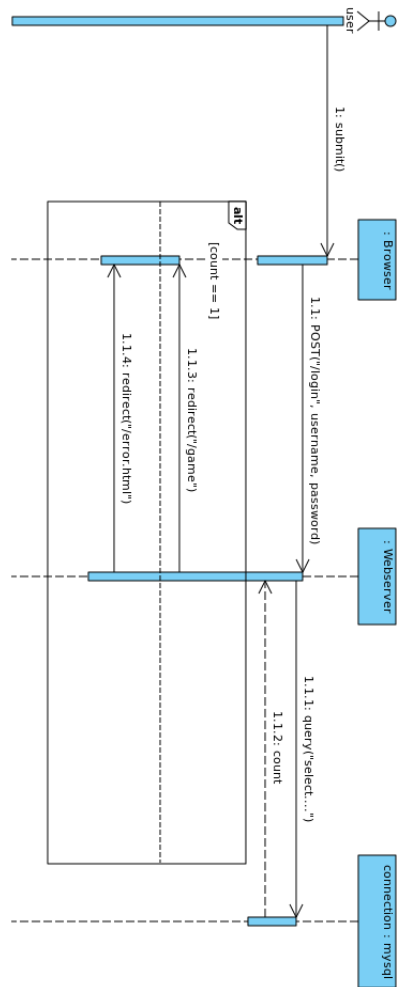 user
: Browser
: Webserver
connection : mysql
1: submit()
1.1: POST("/login", username, password)
1.1.1: query("select....")
1.1.2: count
alt
[count == 1]
1.1.3: redirect("/game")
1.1.4: redirect("/error.html")